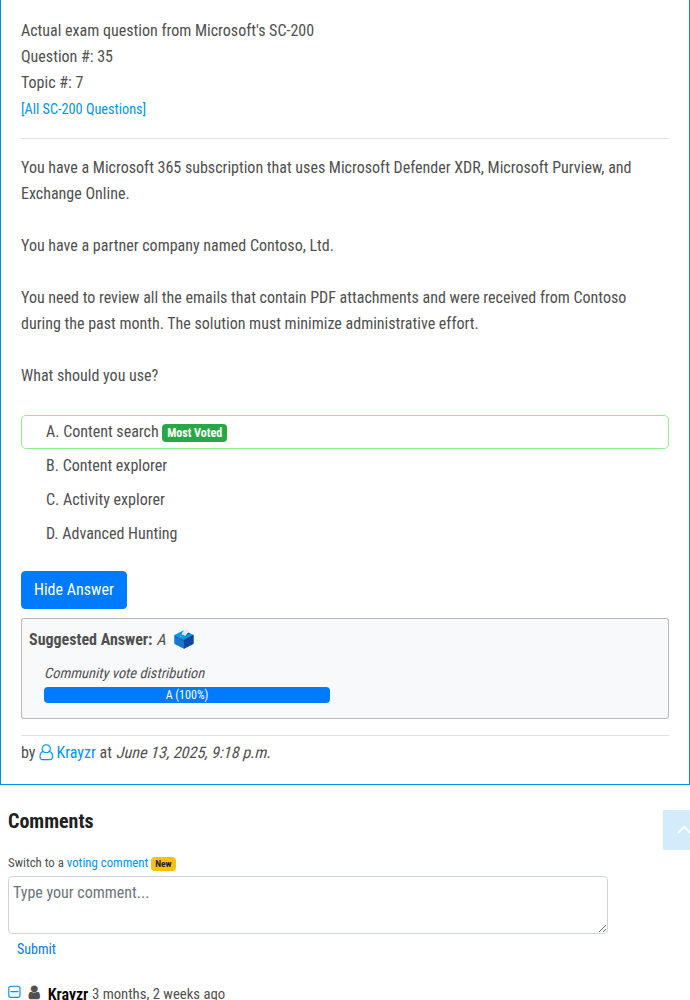 Actual exam question from Microsoft's SC-200
Question #: 35
Topic #: 7
[All SC-200 Questions]
You have a Microsoft 365 subscription that uses Microsoft Defender XDR, Microsoft Purview, and
Exchange Online.
You have a partner company named Contoso, Ltd.
You need to review all the emails that contain PDF attachments and were received from Contoso
during the past month. The solution must minimize administrative effort.
What should you use?
A. Content search Most Voted
B. Content explorer
C. Activity explorer
D. Advanced Hunting
Hide Answer
Suggested Answer: A
Community vote distribution
A (100%)
by Krayzr at June 13, 2025, 9:18 p.m.
Comments
Switch to a voting comment New
Type your comment...
Submit
Krayzr 3 months, 2 weeks ago